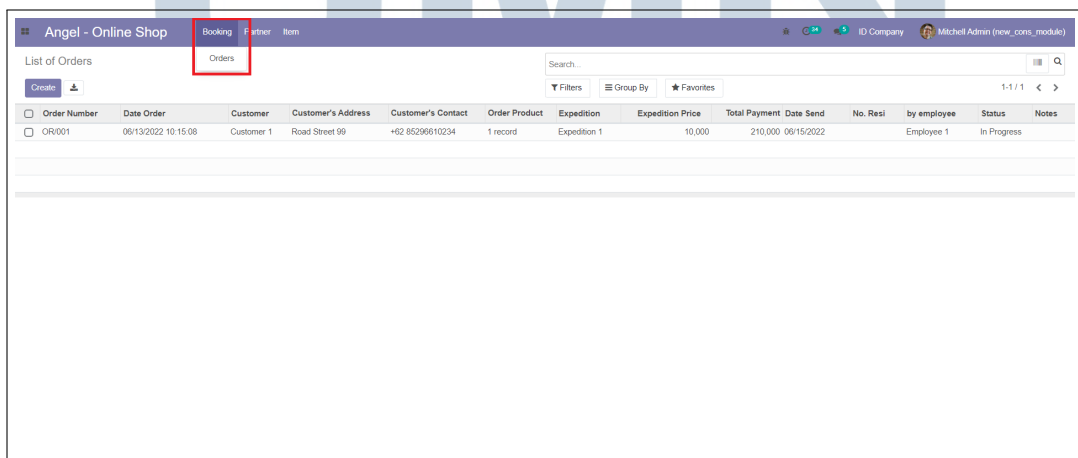 Angel - Online Shop Booking Partner Item 34 5 ID Company Mitchell Admin (new_cons_module)
List of Orders Orders Search...
Create Filters Group By Favorites 1-1 / 1
Order Number Date Order Customer Customer's Address Customer's Contact Order Product Expedition Expedition Price Total Payment Date Send No. Resi by employee Status Notes
OR/001 06/13/2022 10:15:08 Customer 1 Road Street 99 +62 85296610234 1 record Expedition 1 10,000 210,000 06/15/2022 Employee 1 In Progress